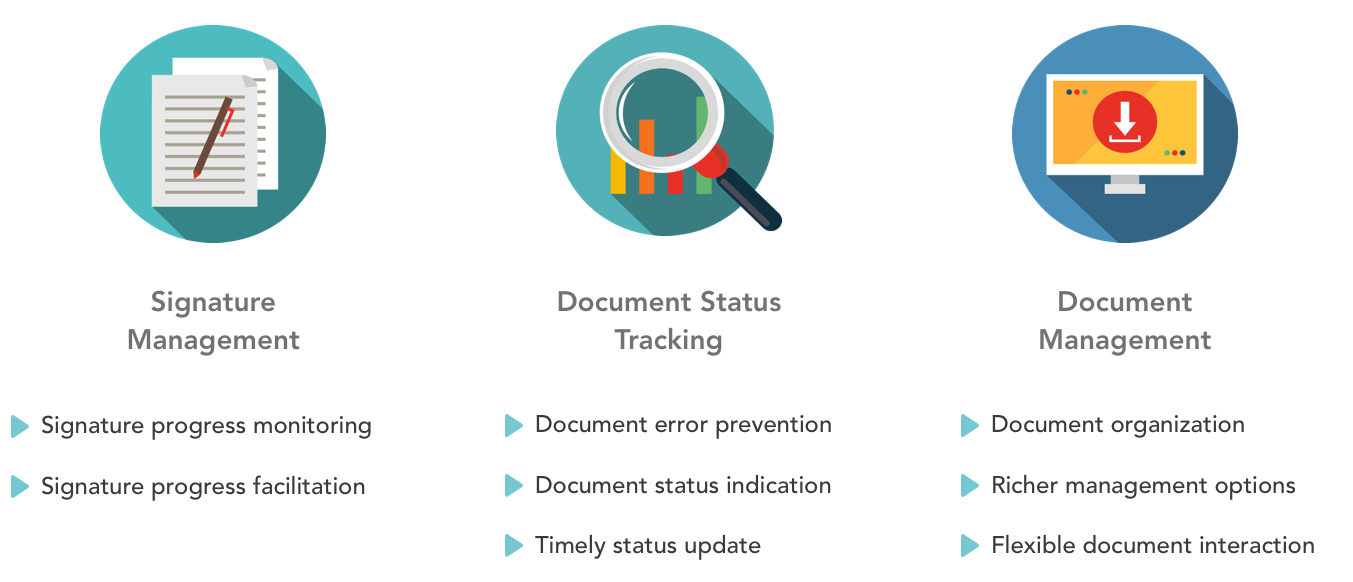 Signature
Management
Signature progress monitoring
Signature progress facilitation
Document Status
Tracking
Document error prevention
Document status indication
Timely status update
Document
Management
Document organization
Richer management options
Flexible document interaction